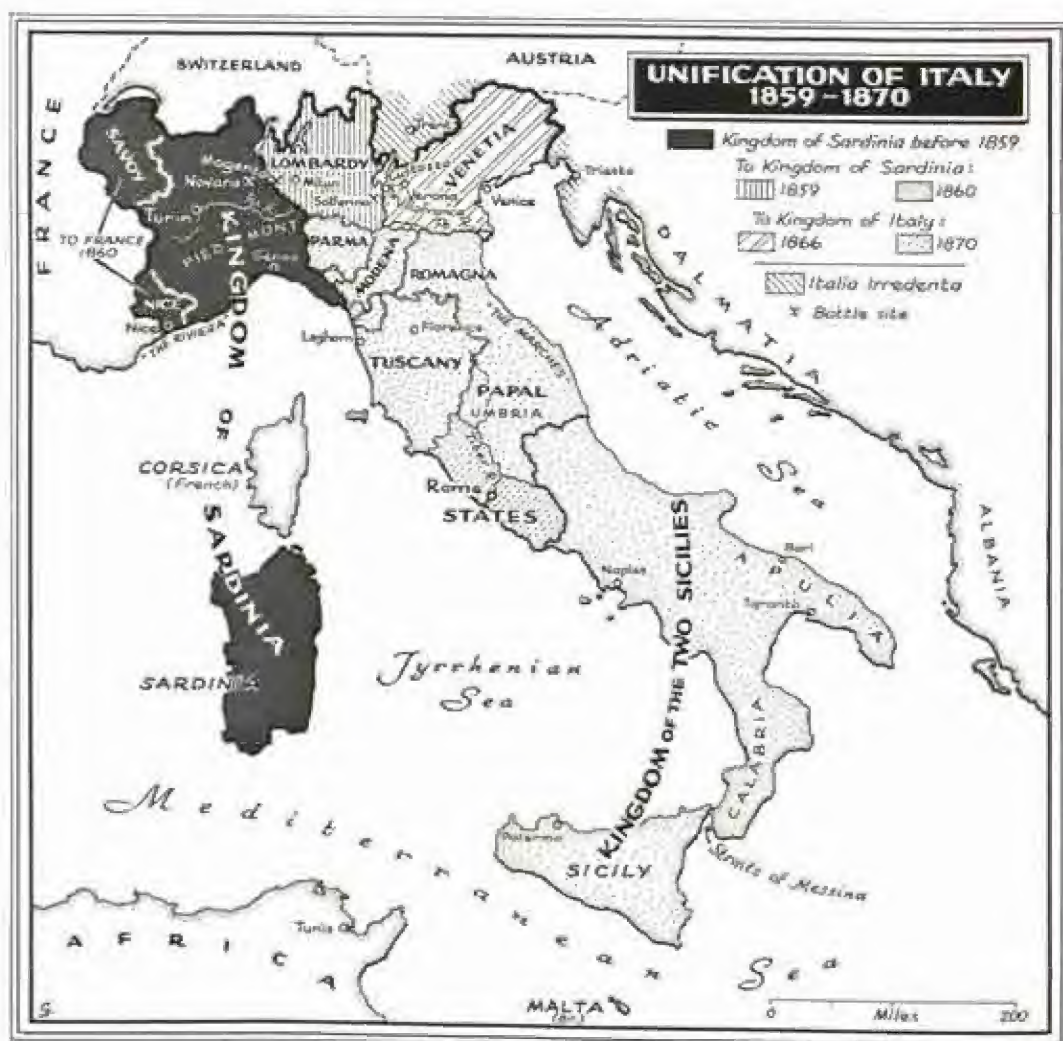 UNIFICATION OF ITALY
1859-1870
Kingdom of Sardinia before 1859
To Kingdom of Sardinia:
1859
1860
To Kingdom of Italy:
1866
1870
Italia Irredenta
x Battle site
SWITZERLAND
AUSTRIA
FRANCE
SAVOY
LOMBARDY
VENETIA
Magenta
Novara
Milan
Solferino
Verona
Venice
Trieste
Turin
PIEDMONT
PARMA
MODENA
ROMAGNA
TO FRANCE
1860
NICE
Nice
"THE RIVIERA"
Genoa
KINGDOM
OF
SARDINIA
Leghorn
Florence
TUSCANY
"THE MARCHES"
PAPAL
UMBRIA
Rome
STATES
DALMATIA
Adriatic
Sea
ALBANIA
CORSICA
(French)
SARDINIA
Tyrrhenian
Sea
Naples
Bari
APULIA
Taranto
KINGDOM OF THE TWO SICILIES
CALABRIA
Palermo
SICILY
Straits of Messina
Mediterranean Sea
Tunis
AFRICA
MALTA
(Br.)
0
Miles
200